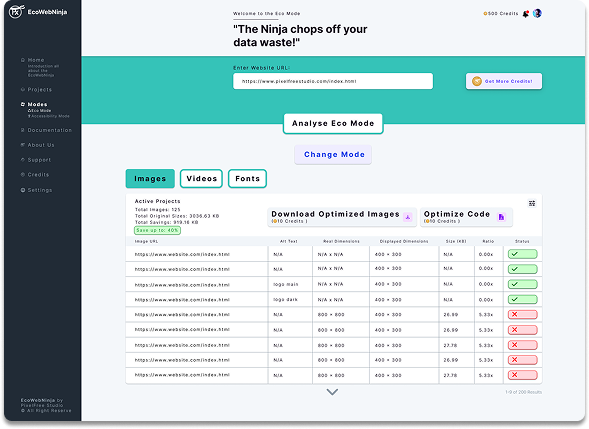 EcoWebNinja
Home
Introduction all
about the
EcoWebNinja
Projects
Modes
Eco Mode
Accessibility Mode
Documentation
About Us
Support
Credits
Settings
EcoWebNinja by
PixelFree Studio
© All Right Reserve
Welcome to the Eco Mode
500 Credits
"The Ninja chops off your
data waste!"
Enter Website URL:
https://www.pixelfreestudio.com/index.html
Get More Credits!
Analyse Eco Mode
Change Mode
Images Videos Fonts
Active Projects
Total Images: 125
Total Original Sizes: 3036.63 KB
Total Savings: 919.16 KB
Save up to: 40%
Download Optimized Images
(10 Credits )
Optimize Code
(10 Credits )
Image URL Alt Text Real Dimensions Displayed Dimensions Size (KB) Ratio Status
https://www.website.com/index.html N/A N/A x N/A 400 × 300 N/A 0.00x
https://www.website.com/index.html N/A N/A x N/A 400 × 300 N/A 0.00x
https://www.website.com/index.html logo main N/A x N/A 400 × 300 N/A 0.00x
https://www.website.com/index.html logo dark N/A x N/A 400 × 300 N/A 0.00x
https://www.website.com/index.html N/A 800 × 800 400 × 300 26.99 5.33x
https://www.website.com/index.html N/A 800 × 800 400 × 300 26.99 5.33x
https://www.website.com/index.html N/A 800 × 800 400 × 300 27.78 5.33x
https://www.website.com/index.html N/A 800 × 800 400 × 300 26.99 5.33x
https://www.website.com/index.html N/A 800 × 800 400 × 300 27.78 5.33x
1-9 of 200 Results